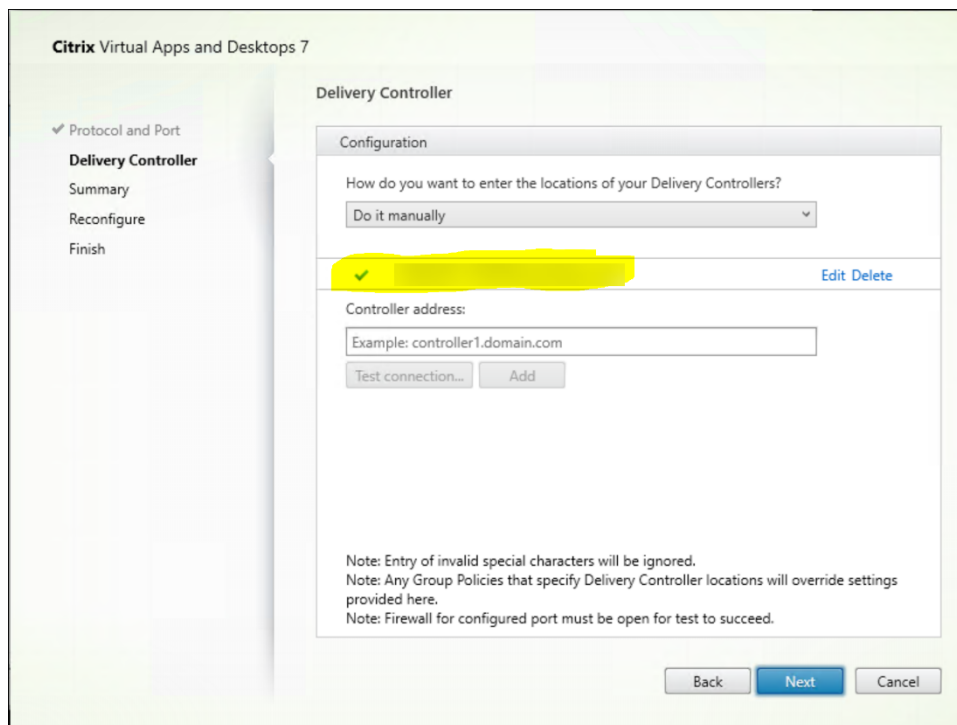 Citrix Virtual Apps and Desktops 7
Protocol and Port
Delivery Controller
Summary
Reconfigure
Finish
Delivery Controller
Configuration
How do you want to enter the locations of your Delivery Controllers?
Do it manually
Edit Delete
Controller address:
Example: controller1.domain.com
Test connection... Add
Note: Entry of invalid special characters will be ignored.
Note: Any Group Policies that specify Delivery Controller locations will override settings
provided here.
Note: Firewall for configured port must be open for test to succeed.
Back Next Cancel